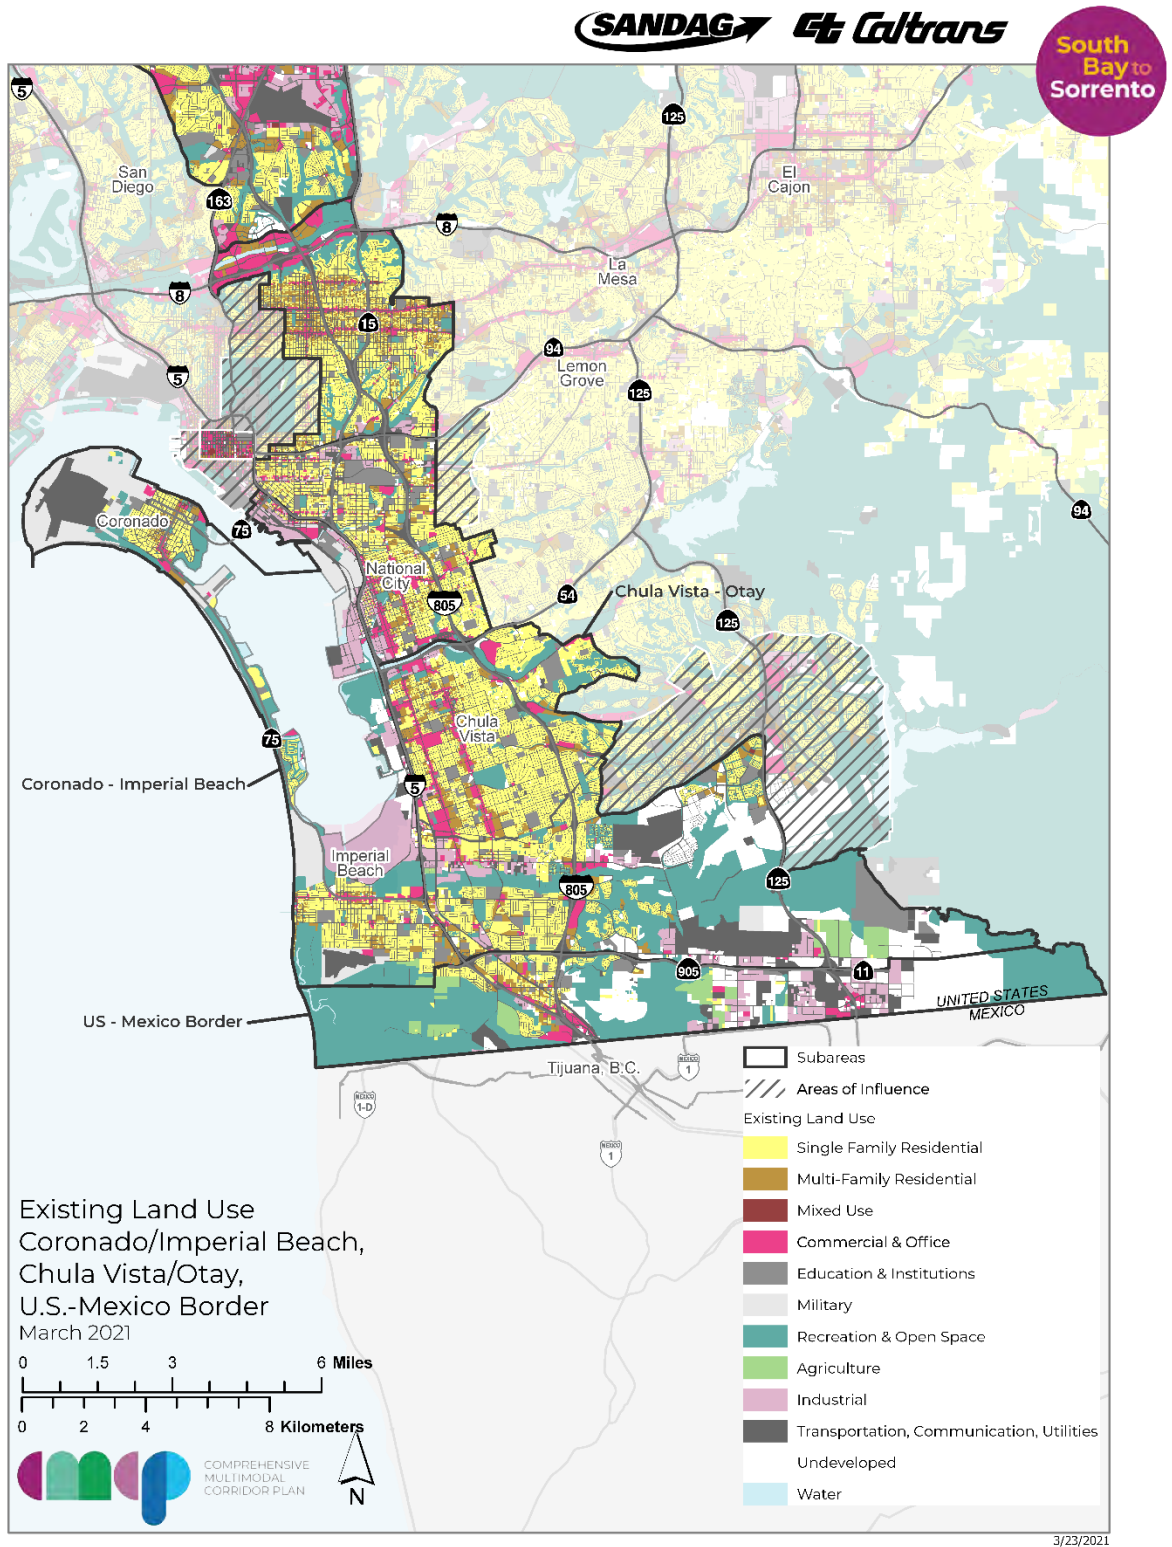 SANDAG
Caltrans
South
Bay to
Sorrento
5
125
San
Diego
El
Cajon
163
8
La
Mesa
8
15
94
Lemon
Grove
5
125
94
Coronado
75
National
City
805
54
Chula Vista - Otay
125
Chula
Vista
75
Coronado - Imperial Beach
5
Imperial
Beach
805
125
905
11
UNITED STATES
MEXICO
US - Mexico Border
Tijuana, B.C.
MEXICO
1
MEXICO
1-D
MEXICO
1
Subareas
Areas of Influence
Existing Land Use
Single Family Residential
Multi-Family Residential
Mixed Use
Commercial & Office
Education & Institutions
Military
Recreation & Open Space
Agriculture
Industrial
Transportation, Communication, Utilities
Undeveloped
Water
Existing Land Use
Coronado/Imperial Beach,
Chula Vista/Otay,
U.S.-Mexico Border
March 2021
0 1.5 3 6 Miles
0 2 4 8 Kilometers
COMPREHENSIVE
MULTIMODAL
CORRIDOR PLAN
N
3/23/2021